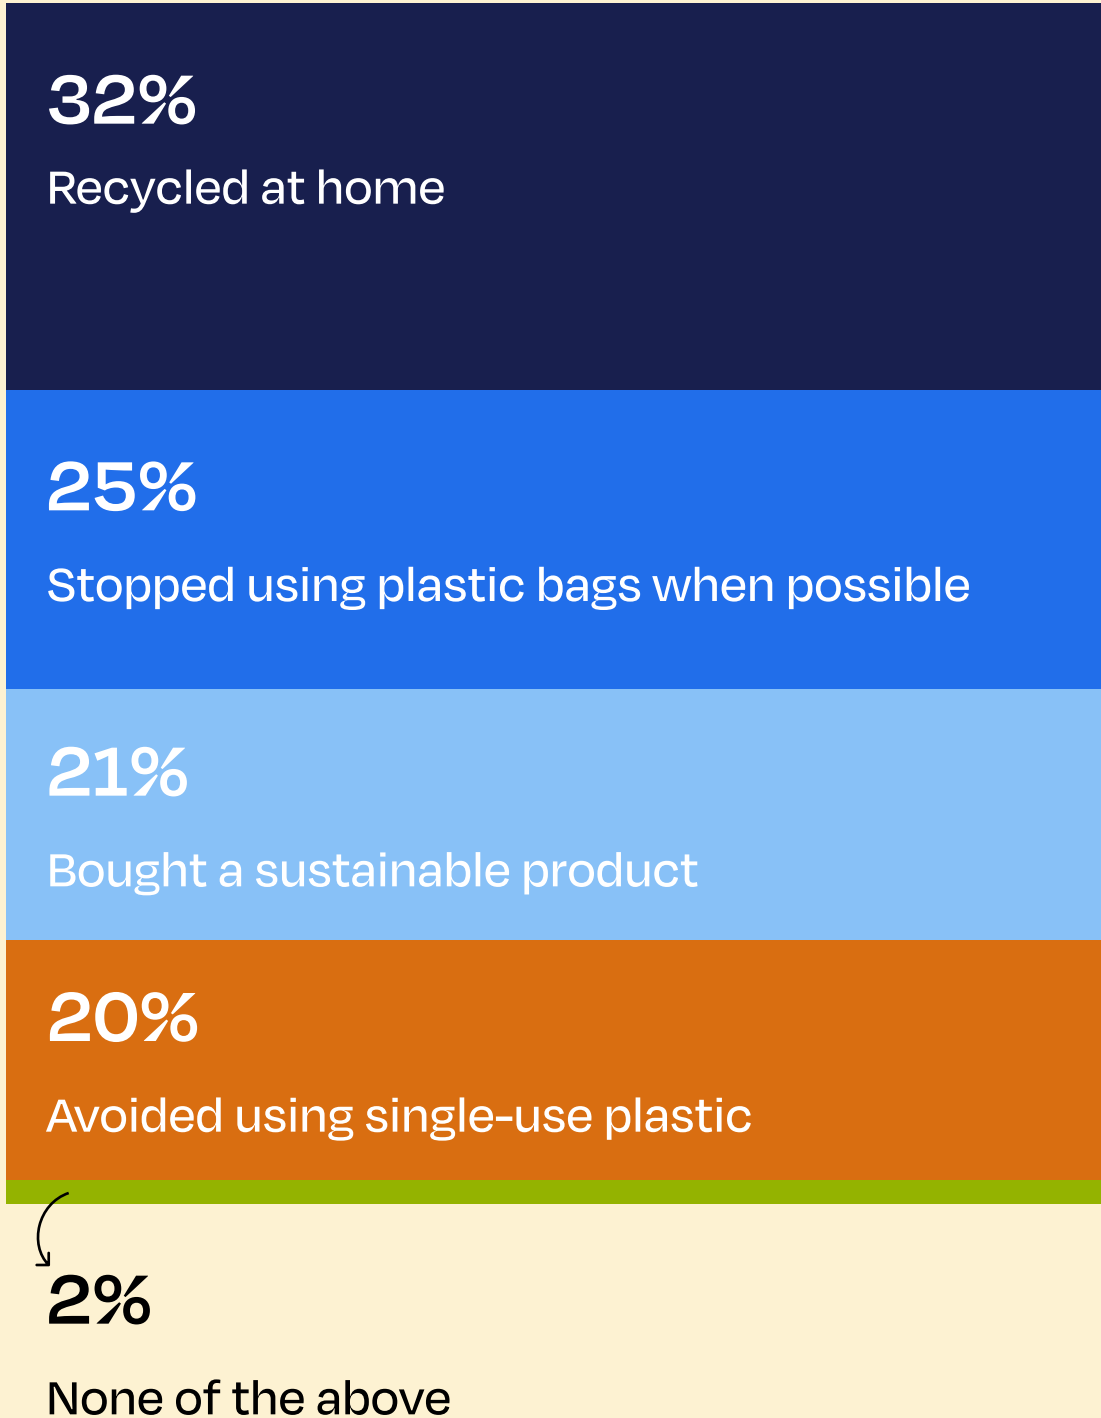 32%
Recycled at home
25%
Stopped using plastic bags when possible
21%
Bought a sustainable product
20%
Avoided using single-use plastic
2%
None of the above